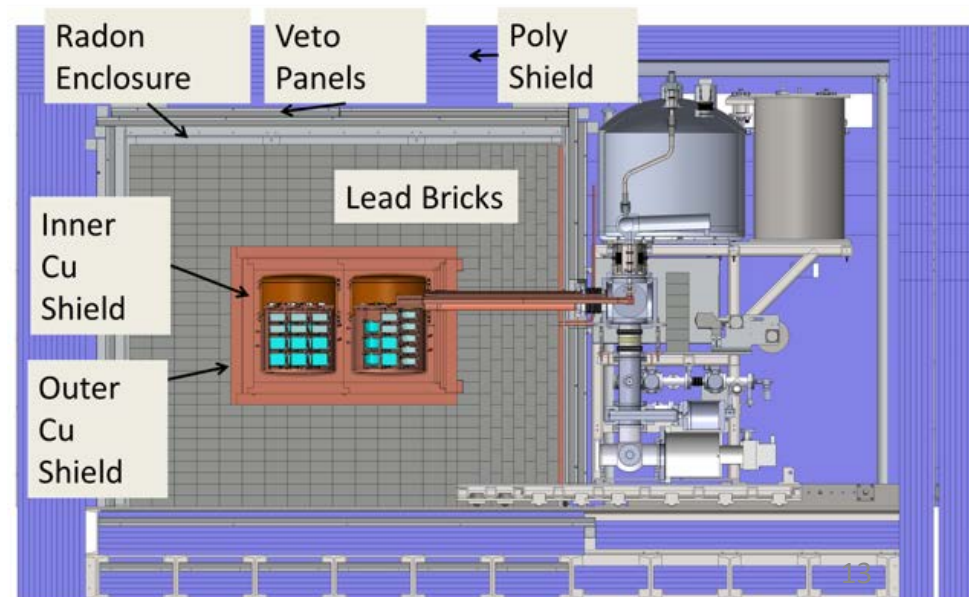 Radon
Enclosure
Veto
Panels
Poly
Shield
Lead Bricks
Inner
Cu
Shield
Outer
Cu
Shield
13